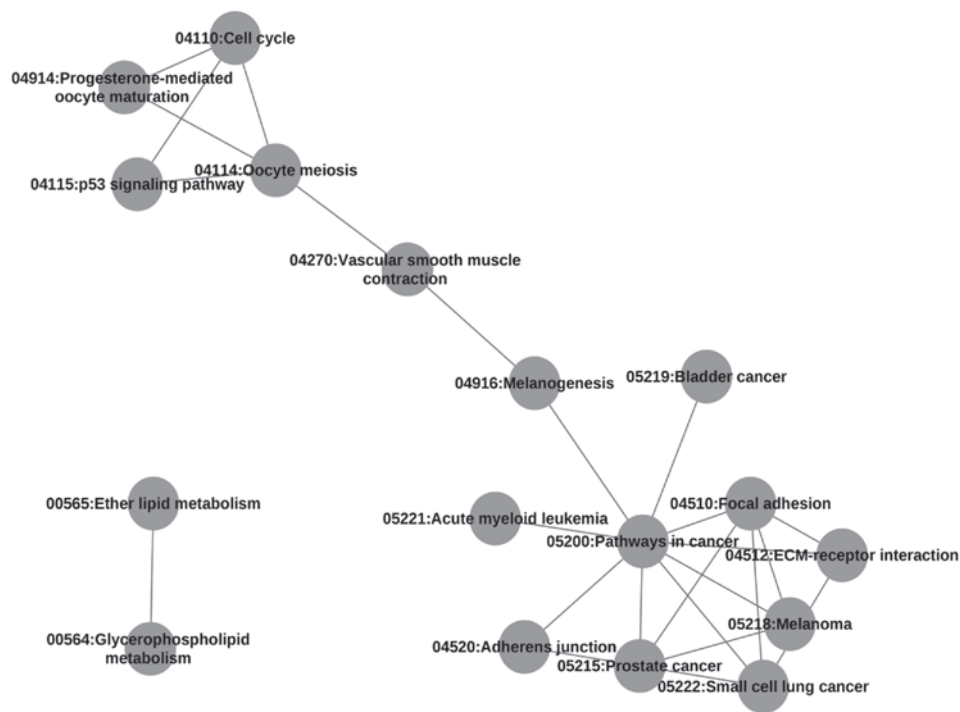 04110:Cell cycle
04914:Progesterone-mediated
oocyte maturation
04114:Oocyte meiosis
04115:p53 signaling pathway
04270:Vascular smooth muscle
contraction
04916:Melanogenesis
05219:Bladder cancer
00565:Ether lipid metabolism
04510:Focal adhesion
05221:Acute myeloid leukemia
05200:Pathways in cancer
04512:ECM-receptor interaction
05218:Melanoma
00564:Glycerophospholipid
metabolism
04520:Adherens junction
05215:Prostate cancer
05222:Small cell lung cancer